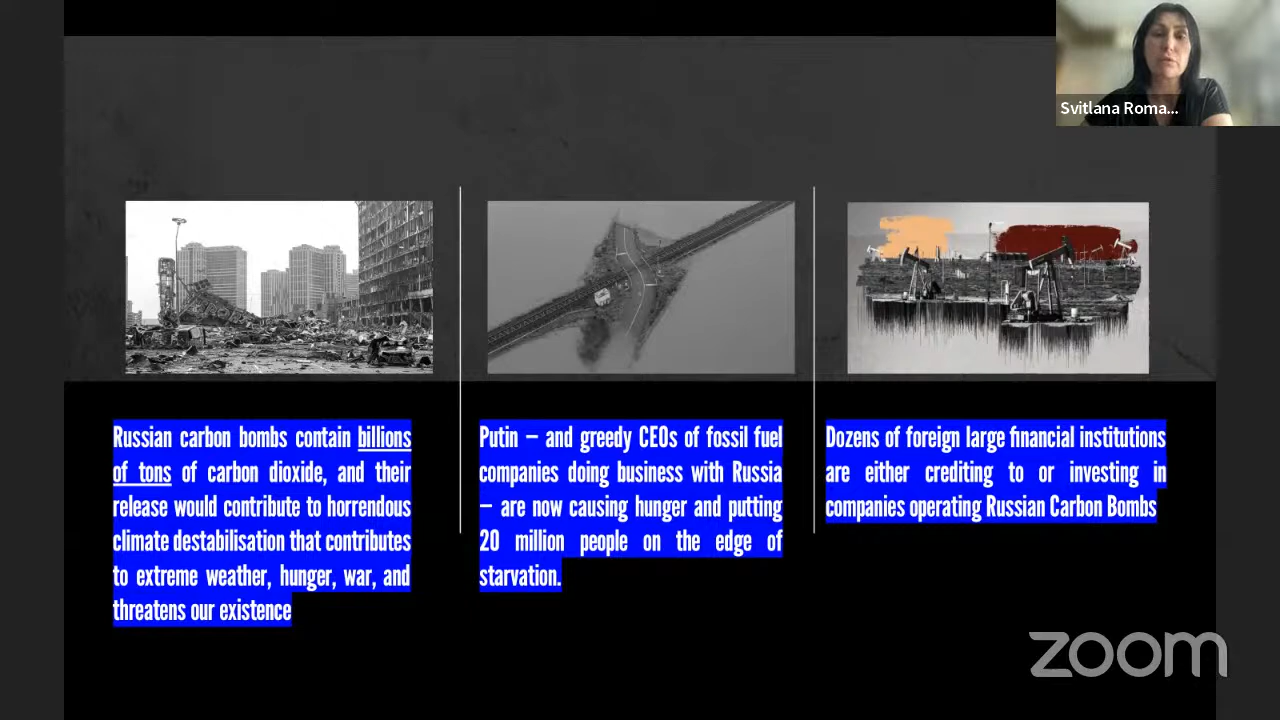 Svitlana Roma...
Russian carbon bombs contain billions
of tons of carbon dioxide, and their
release would contribute to horrendous
climate destabilisation that contributes
to extreme weather, hunger, war, and
threatens our existence
Putin – and greedy CEOs of fossil fuel
companies doing business with Russia
– are now causing hunger and putting
20 million people on the edge of
starvation.
Dozens of foreign large financial institutions
are either crediting to or investing in
companies operating Russian Carbon Bombs
zoom